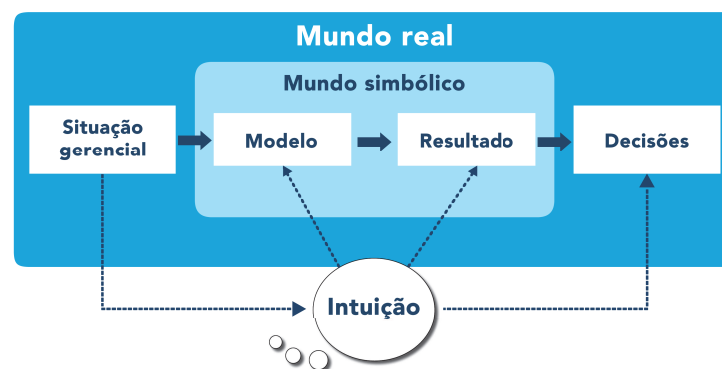 Mundo real
Mundo simbólico
Situação
gerencial
Modelo
Resultado
Decisões
Intuição